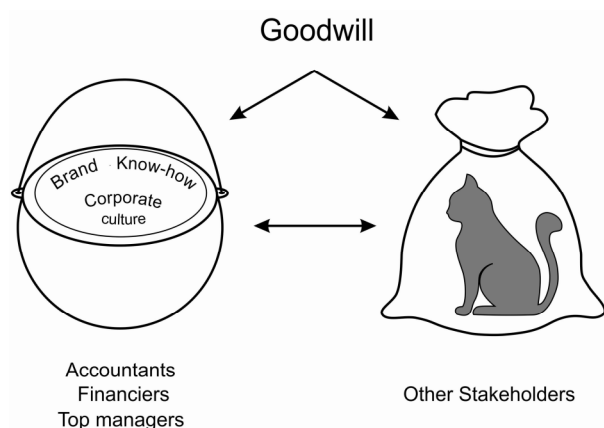 Goodwill
Brand Know-how
Corporate
culture
Accountants
Financiers
Top managers
Other Stakeholders